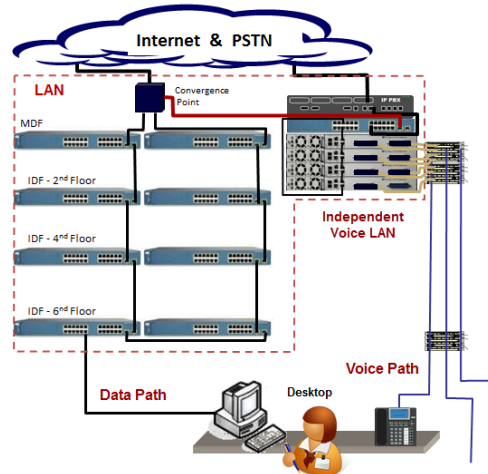 Internet & PSTN
LAN
Convergence
Point
IP PBX
MDF
IDF - 2nd Floor
Independent
Voice LAN
IDF - 4nd Floor
IDF - 6nd Floor
Voice Path
Data Path
Desktop